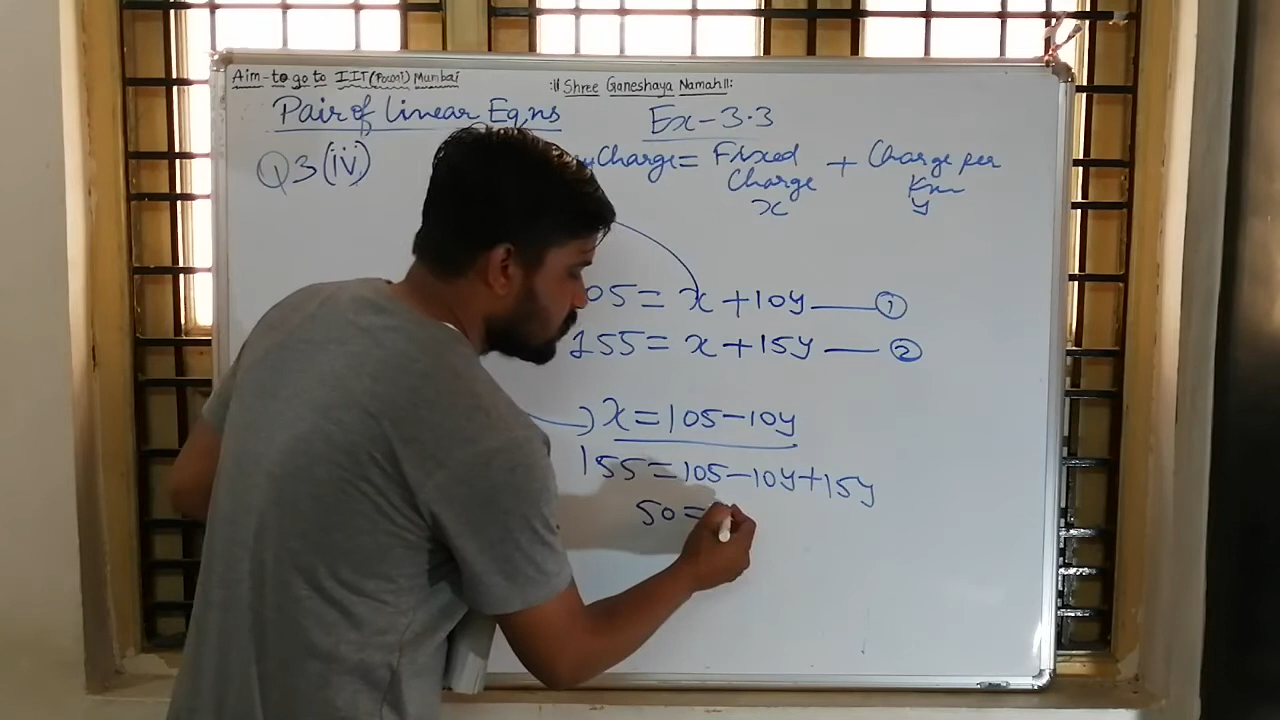 Aim-to go to IIT(Powai) Mumbai
:|| Shree Ganeshaya Namah||:
Pair of linear Eqns
Ex-3.3
Q3(iv)
Charge = Fixed Charge x + Charge per Km y
05 = x + 10y — ①
155 = x + 15y — ②
x = 105 - 10y
155 = 105 - 10y + 15y
50 =